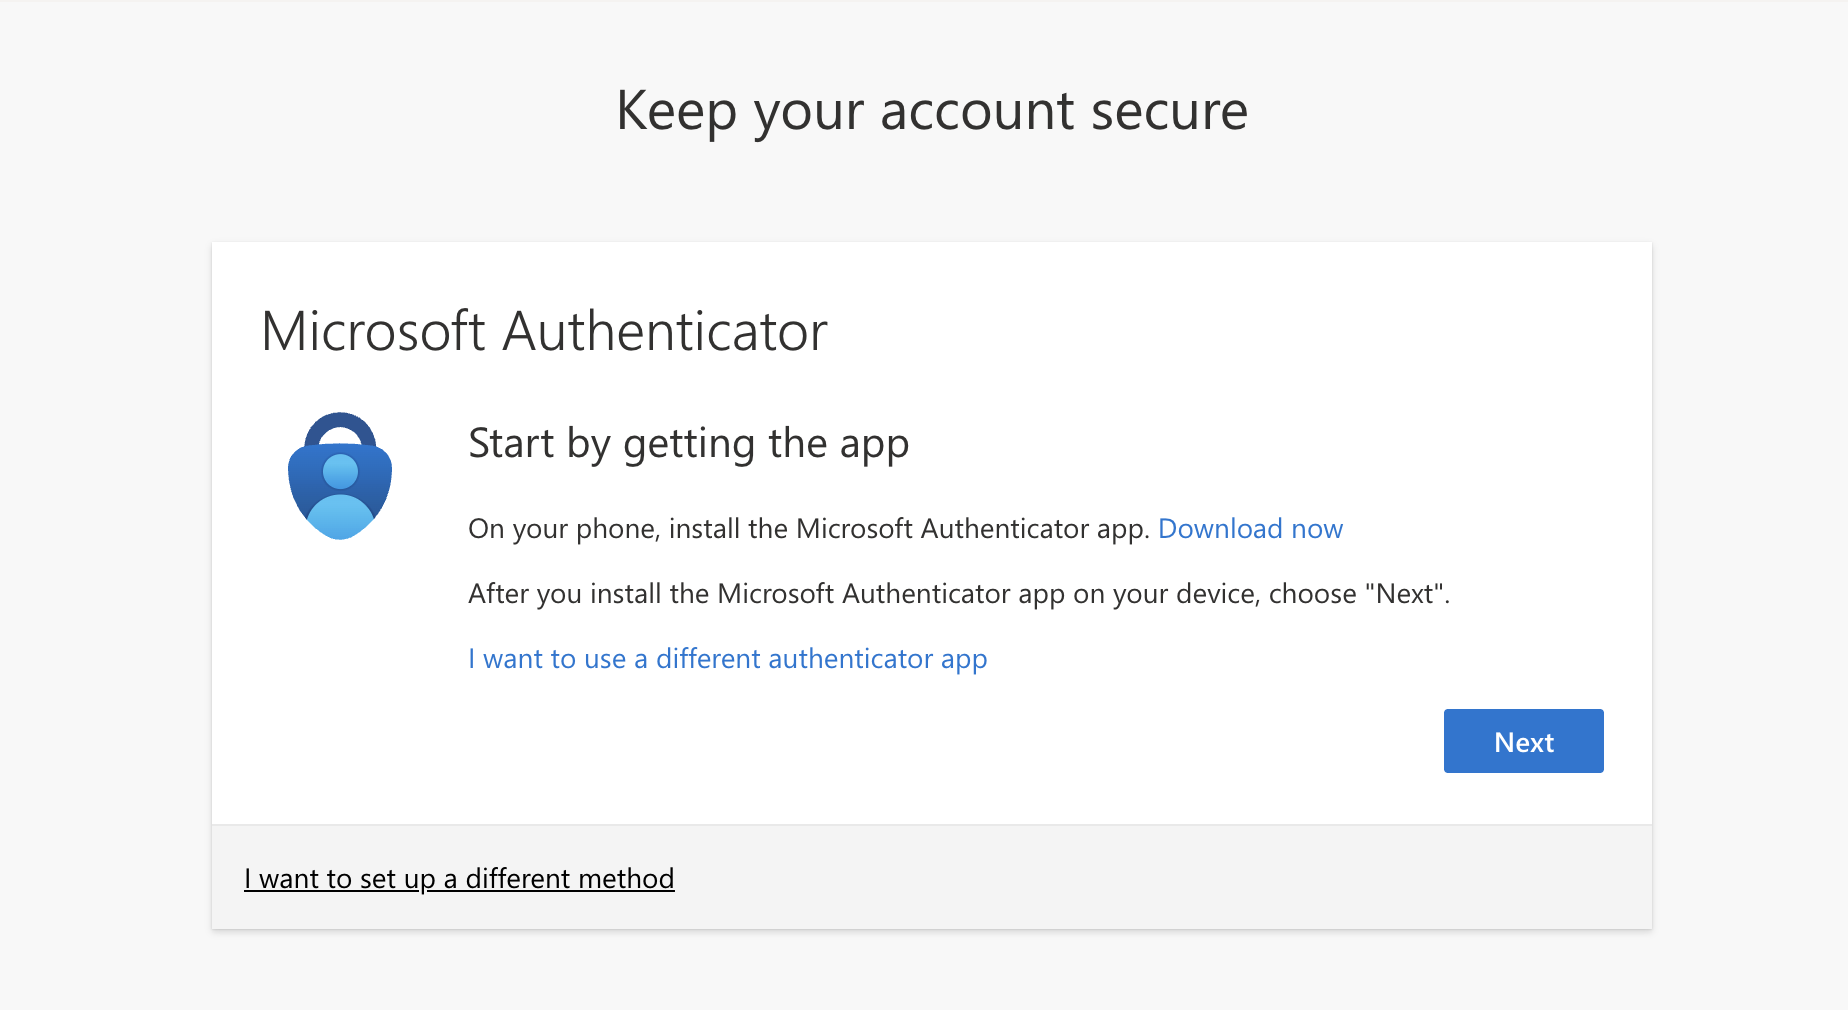 Keep your account secure
Microsoft Authenticator
Start by getting the app
On your phone, install the Microsoft Authenticator app. Download now
After you install the Microsoft Authenticator app on your device, choose "Next".
I want to use a different authenticator app
Next
I want to set up a different method